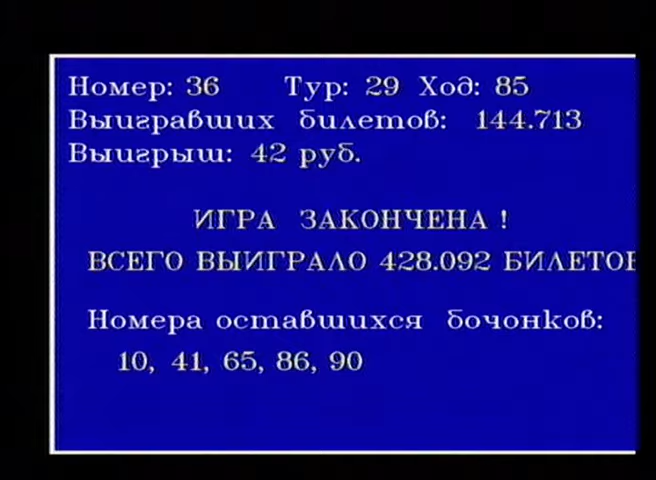 Номер: 36 Тур: 29 Ход: 85
Выигравших билетов: 144.713
Выигрыш: 42 руб.
ИГРА ЗАКОНЧЕНА !
ВСЕГО ВЫИГРАЛО 428.092 БИЛЕТОВ
Номера оставшихся бочонков:
10, 41, 65, 86, 90